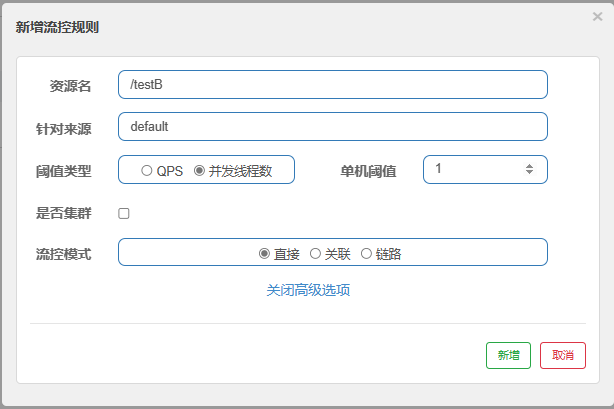 新增流控规则
×
资源名 /testB
针对来源 default
阈值类型 QPS 并发线程数 单机阈值 1
是否集群
流控模式 直接 关联 链路
关闭高级选项
新增 取消